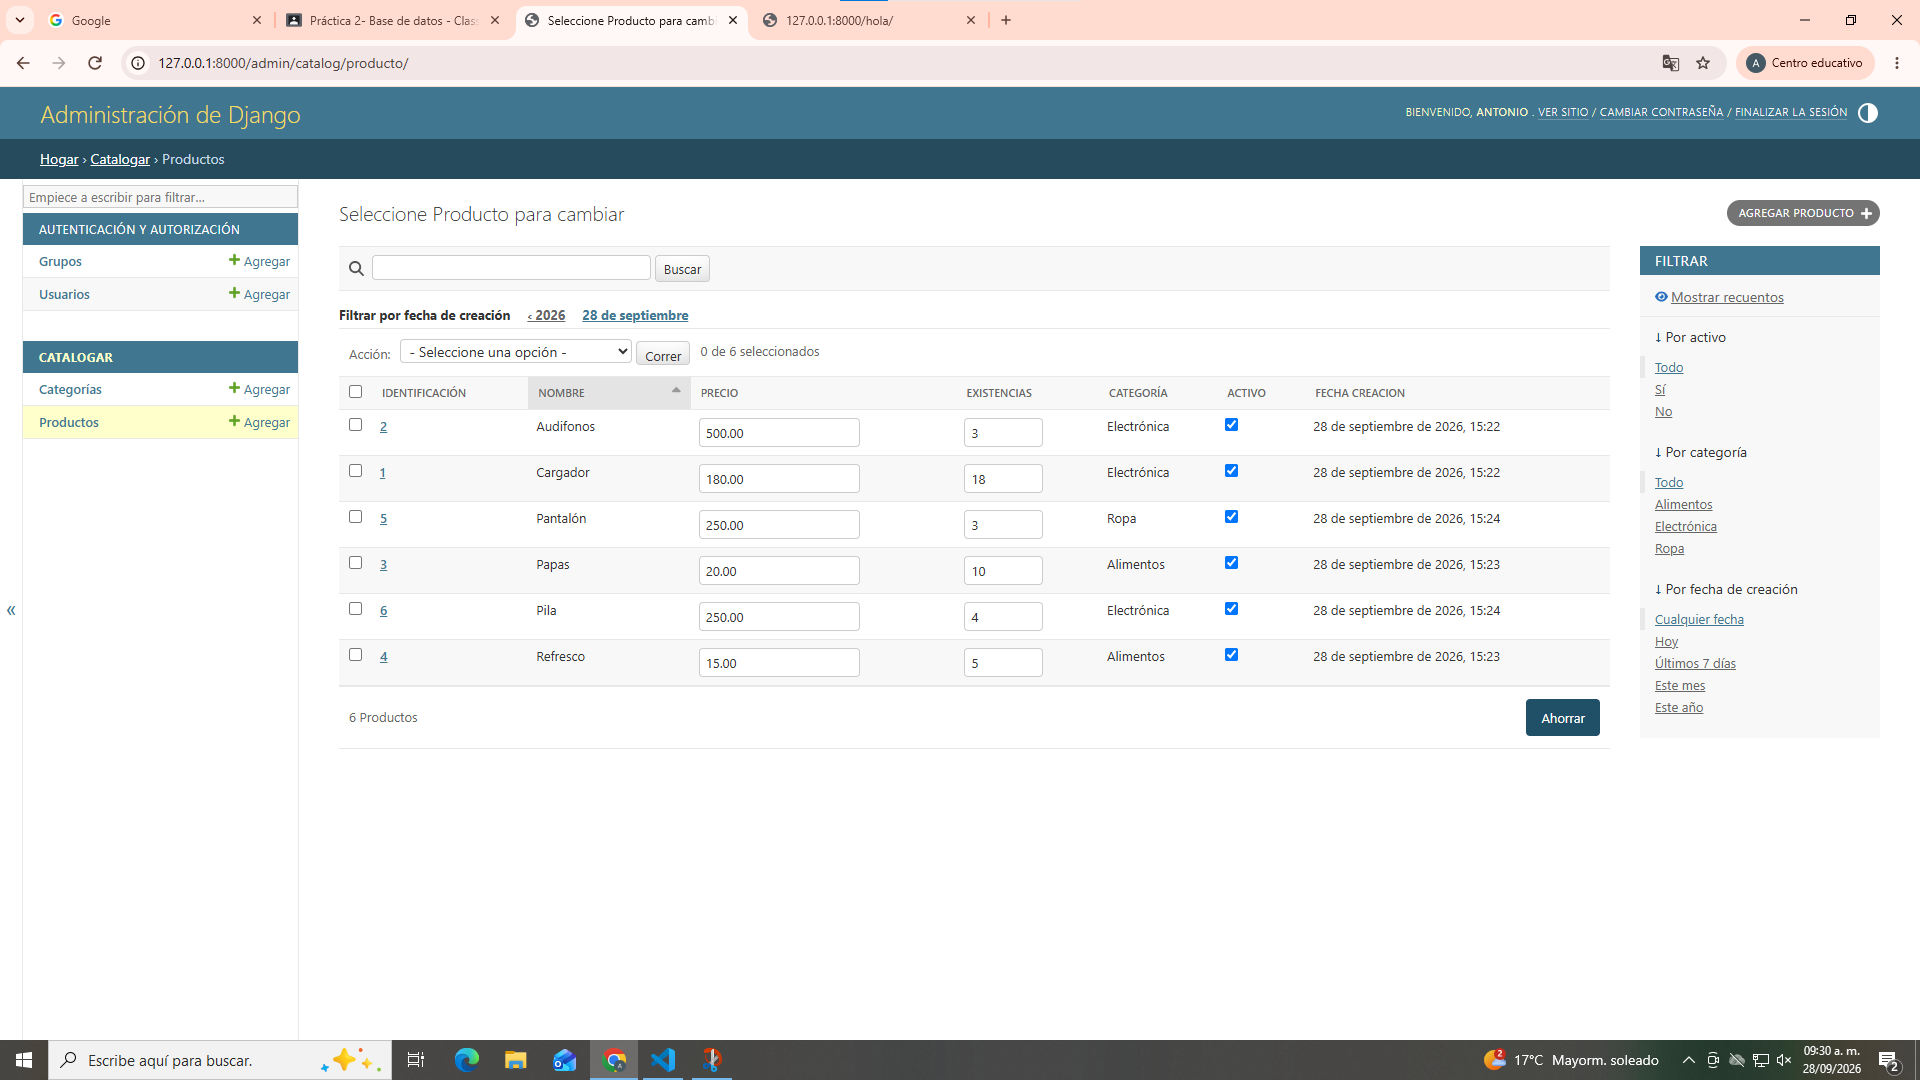 Google
Práctica 2- Base de datos - Clas
Seleccione Producto para camb
127.0.0.1:8000/hola/
127.0.0.1:8000/admin/catalog/producto/
A
Centro educativo
Administración de Django
BIENVENIDO, ANTONIO . VER SITIO / CAMBIAR CONTRASEÑA / FINALIZAR LA SESIÓN
Hogar › Catalogar › Productos
Empiece a escribir para filtrar...
AUTENTICACIÓN Y AUTORIZACIÓN
Grupos + Agregar
Usuarios + Agregar
CATALOGAR
Categorías + Agregar
Productos + Agregar
«
Seleccione Producto para cambiar
AGREGAR PRODUCTO +
Buscar
Filtrar por fecha de creación ‹ 2026 28 de septiembre
Acción: - Seleccione una opción - Correr 0 de 6 seleccionados
IDENTIFICACIÓN NOMBRE PRECIO EXISTENCIAS CATEGORÍA ACTIVO FECHA CREACION
2 Audifonos 500.00 3 Electrónica 28 de septiembre de 2026, 15:22
1 Cargador 180.00 18 Electrónica 28 de septiembre de 2026, 15:22
5 Pantalón 250.00 3 Ropa 28 de septiembre de 2026, 15:24
3 Papas 20.00 10 Alimentos 28 de septiembre de 2026, 15:23
6 Pila 250.00 4 Electrónica 28 de septiembre de 2026, 15:24
4 Refresco 15.00 5 Alimentos 28 de septiembre de 2026, 15:23
6 Productos
Ahorrar
FILTRAR
Mostrar recuentos
↓ Por activo
Todo
Sí
No
↓ Por categoría
Todo
Alimentos
Electrónica
Ropa
↓ Por fecha de creación
Cualquier fecha
Hoy
Últimos 7 días
Este mes
Este año
Escribe aquí para buscar.
2
17°C Mayorm. soleado
09:30 a. m.
28/09/2026
2